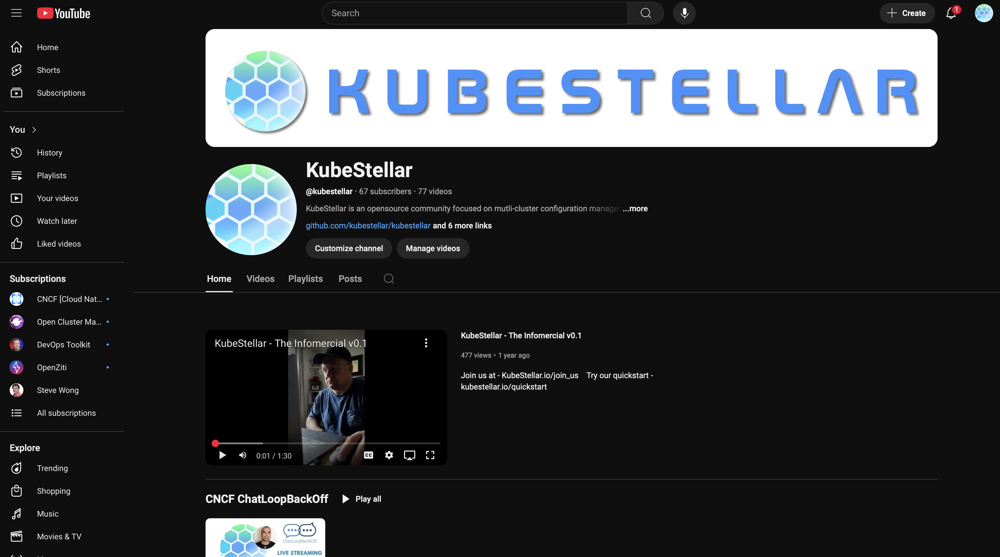 YouTube
Search
Create
1
Home
Shorts
Subscriptions
You
History
Playlists
Your videos
Watch later
Liked videos
Subscriptions
CNCF [Cloud Nat...
Open Cluster Ma...
DevOps Toolkit
OpenZiti
Steve Wong
All subscriptions
Explore
Trending
Shopping
Music
Movies & TV
KUBESTELLAR
KubeStellar
@kubestellar · 67 subscribers · 77 videos
KubeStellar is an opensource community focused on mutli-cluster configuration manager ...more
github.com/kubestellar/kubestellar and 6 more links
Customize channel
Manage videos
Home Videos Playlists Posts
KubeStellar - The Infomercial v0.1
CC
0:01 / 1:30
KubeStellar - The Infomercial v0.1
477 views • 1 year ago
Join us at - KubeStellar.io/join_us Try our quickstart -
kubestellar.io/quickstart
CNCF ChatLoopBackOff Play all
ChatLoopBackOff
LIVE STREAMING